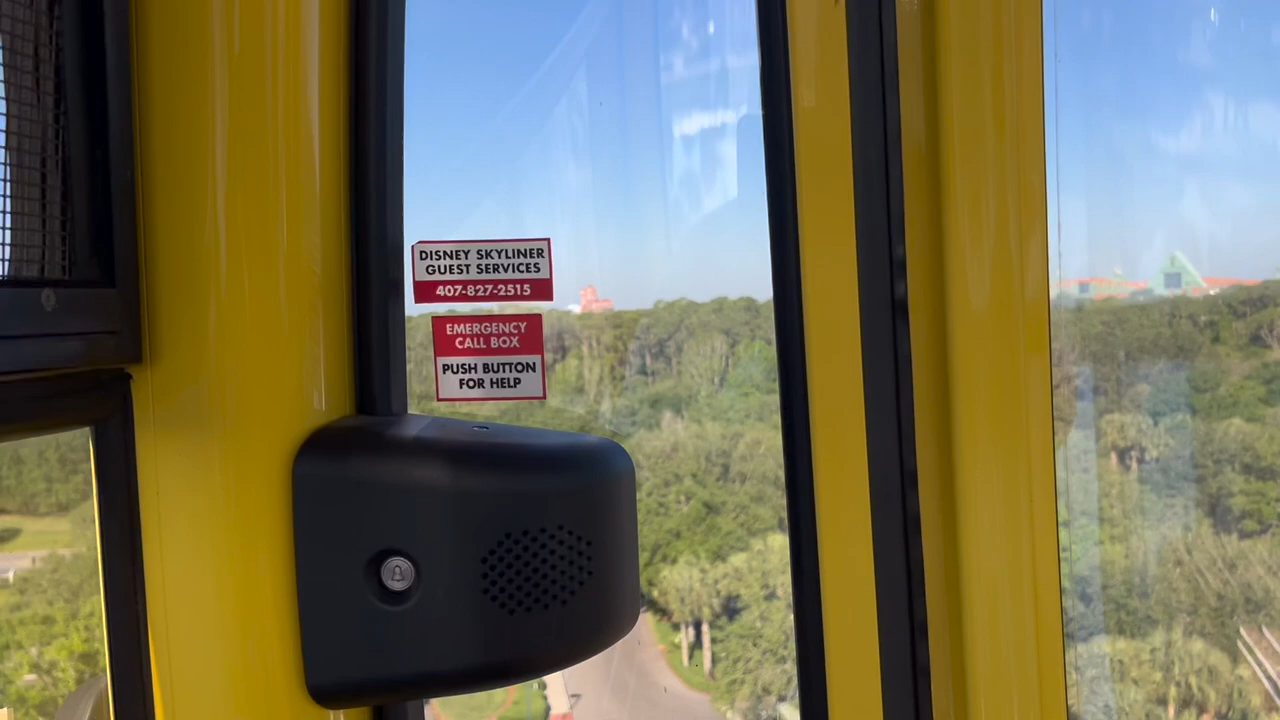 DISNEY SKYLINER
GUEST SERVICES
407-827-2515
EMERGENCY
CALL BOX
PUSH BUTTON
FOR HELP